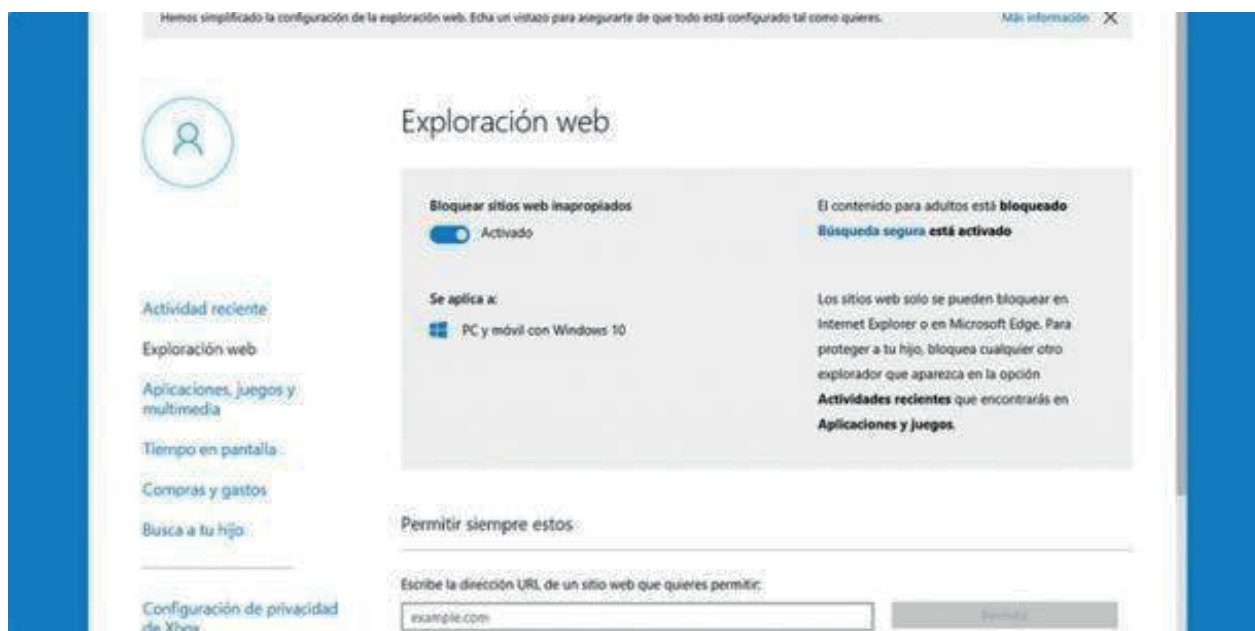 Hemos simplificado la configuración de la exploración web. Echa un vistazo para asegurarte de que todo está configurado tal como quieres.
Más información
Exploración web
Bloquear sitios web inapropiados
Activado
El contenido para adultos está bloqueado
Búsqueda segura está activado
Se aplica a:
PC y móvil con Windows 10
Los sitios web solo se pueden bloquear en
Internet Explorer o en Microsoft Edge. Para
proteger a tu hijo, bloquea cualquier otro
explorador que aparezca en la opción
Actividades recientes que encontrarás en
Aplicaciones y juegos.
Actividad reciente
Exploración web
Aplicaciones, juegos y
multimedia
Tiempo en pantalla
Compras y gastos
Busca a tu hijo
Configuración de privacidad
de Xbox
Permitir siempre estos
Escribe la dirección URL de un sitio web que quieres permitir:
example.com
Permitir